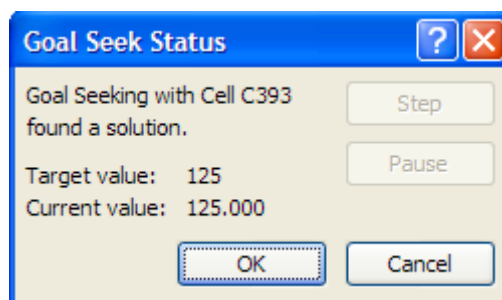 Goal Seek Status
?
Goal Seeking with Cell C393
found a solution.
Step
Pause
Target value: 125
Current value: 125.000
OK
Cancel